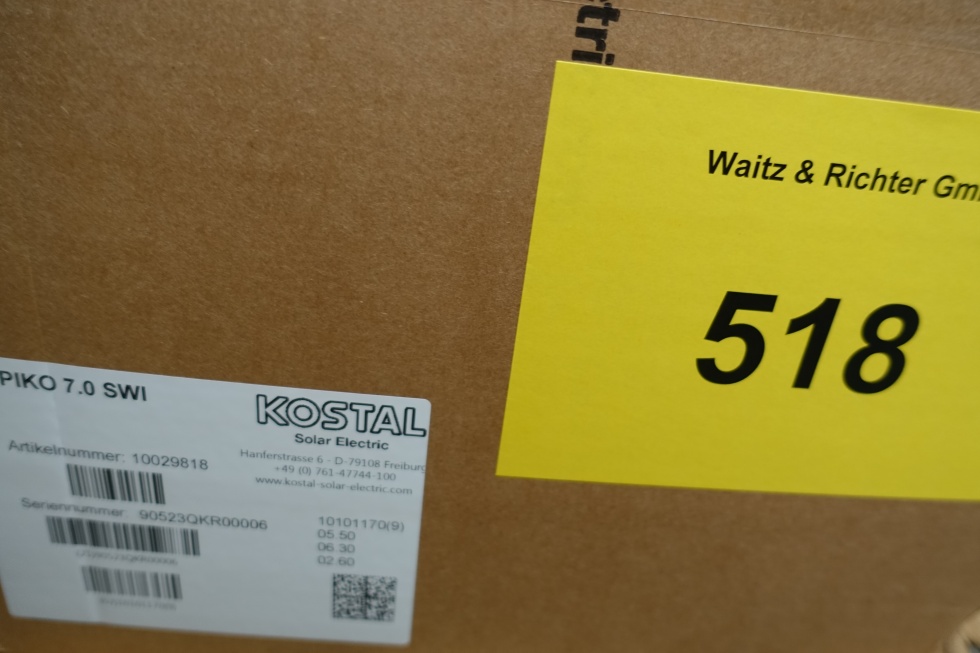 ctri
Waitz & Richter Gm
518
PIKO 7.0 SWI
KOSTAL
Solar Electric
Hanferstrasse 6 - D-79108 Freiburg
+49 (0) 761-47744-100
www.kostal-solar-electric.com
Artikelnummer: 10029818
Seriennummer: 90523QKR00006
10101170(9)
05.50
06.30
02.60